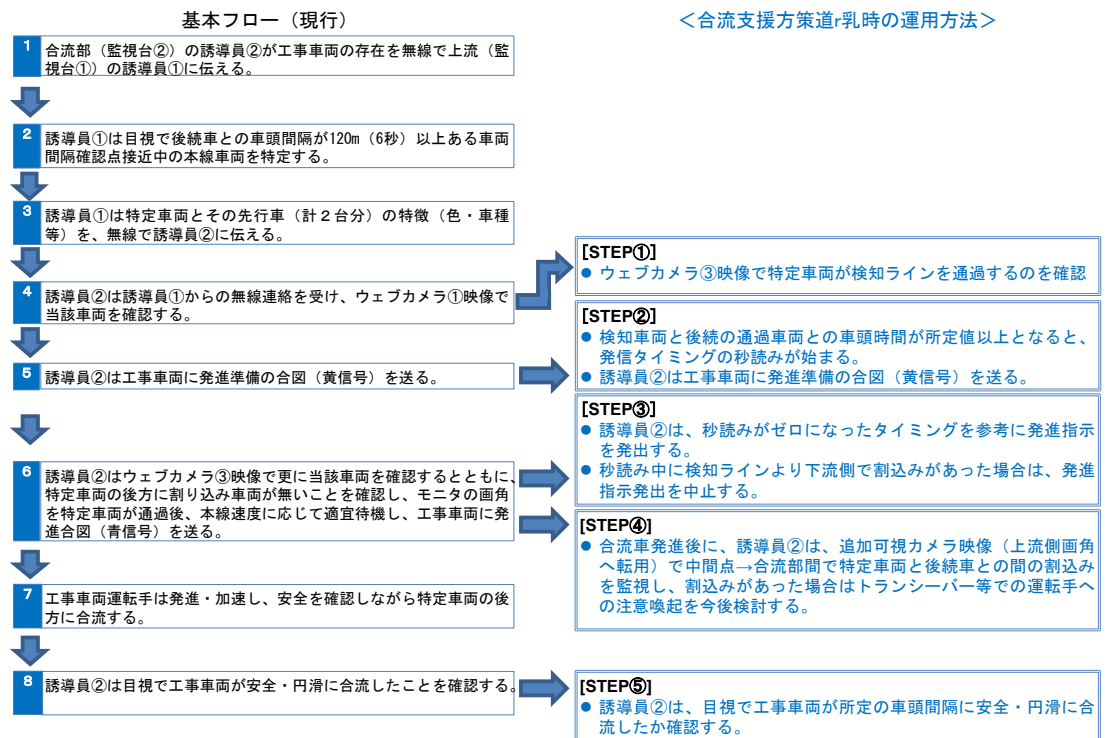 基本フロー（現行）
1
合流部（監視台②）の誘導員②が工事車両の存在を無線で上流（監
視台①）の誘導員①に伝える。
2
誘導員①は目視で後続車との車頭間隔が120m（6秒）以上ある車両
間隔確認点接近中の本線車両を特定する。
3
誘導員①は特定車両とその先行車（計２台分）の特徴（色・車種
等）を、無線で誘導員②に伝える。
4
誘導員②は誘導員①からの無線連絡を受け、ウェブカメラ①映像で
当該車両を確認する。
5
誘導員②は工事車両に発進準備の合図（黄信号）を送る。
6
誘導員②はウェブカメラ③映像で更に当該車両を確認するとともに、
特定車両の後方に割り込み車両が無いことを確認し、モニタの画角
を特定車両が通過後、本線速度に応じて適宜待機し、工事車両に発
進合図（青信号）を送る。
7
工事車両運転手は発進・加速し、安全を確認しながら特定車両の後
方に合流する。
8
誘導員②は目視で工事車両が安全・円滑に合流したことを確認する。
＜合流支援方策道r乳時の運用方法＞
[STEP①]
● ウェブカメラ③映像で特定車両が検知ラインを通過するのを確認
[STEP②]
● 検知車両と後続の通過車両との車頭時間が所定値以上となると、
発信タイミングの秒読みが始まる。
● 誘導員②は工事車両に発進準備の合図（黄信号）を送る。
[STEP③]
● 誘導員②は、秒読みがゼロになったタイミングを参考に発進指示
を発出する。
● 秒読み中に検知ラインより下流側で割込みがあった場合は、発進
指示発出を中止する。
[STEP④]
● 合流車発進後に、誘導員②は、追加可視カメラ映像（上流側画角
へ転用）で中間点→合流部間で特定車両と後続車との間の割込み
を監視し、割込みがあった場合はトランシーバー等での運転手へ
の注意喚起を今後検討する。
[STEP⑤]
● 誘導員②は、目視で工事車両が所定の車頭間隔に安全・円滑に合
流したか確認する。